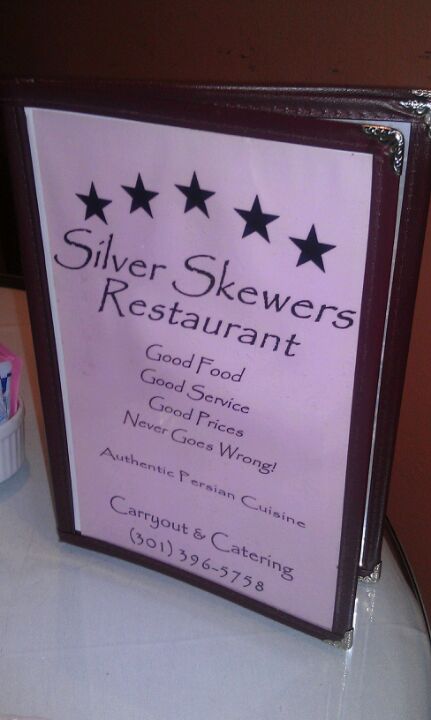 Silver Skewers
Restaurant
Good Food
Good Service
Good Prices
Never Goes Wrong!
Authentic Persian Cuisine
Carryout & Catering
(301) 396-5758